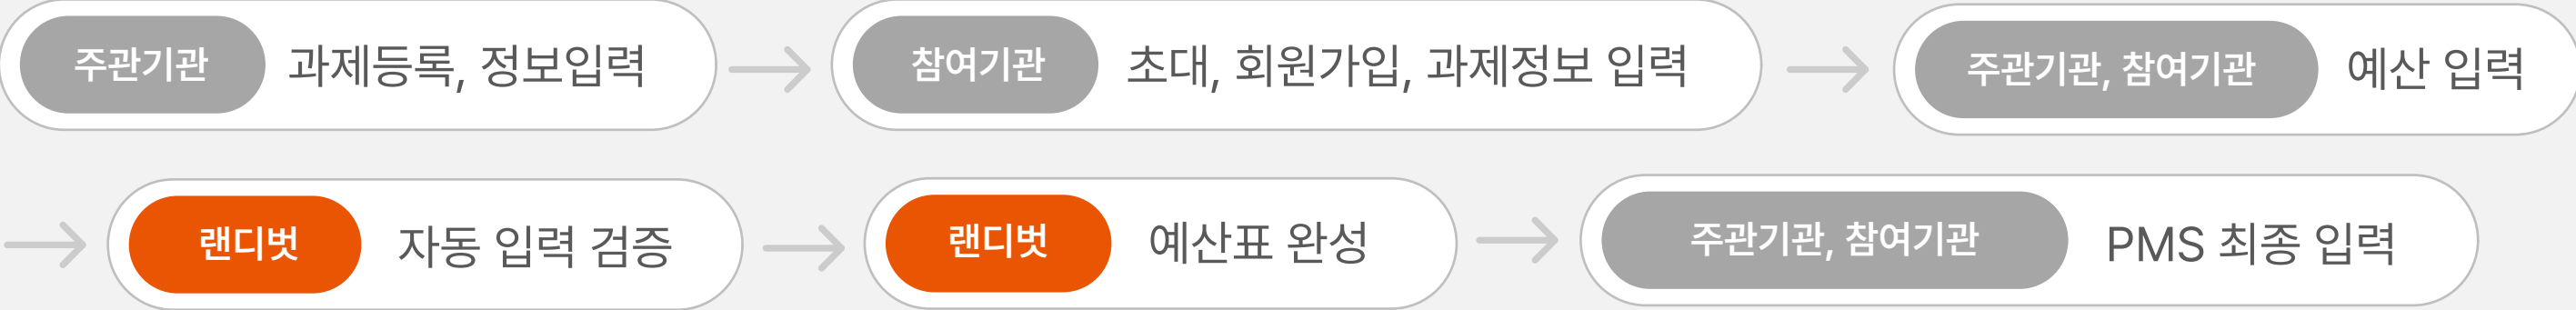 주관기관 과제등록, 정보입력
참여기관 초대, 회원가입, 과제정보 입력
주관기관, 참여기관 예산 입력
랜디벗 자동 입력 검증
랜디벗 예산표 완성
주관기관, 참여기관 PMS 최종 입력